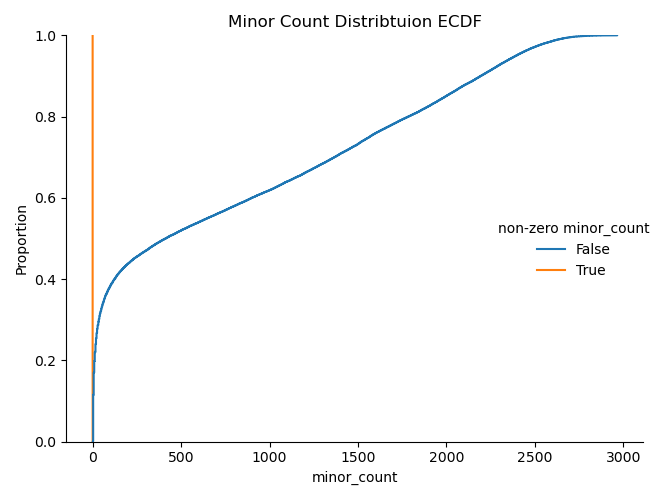 Minor Count Distribtuion ECDF
1.0
0.8
0.6
0.4
0.2
0.0
Proportion
0 500 1000 1500 2000 2500 3000
minor_count
non-zero minor_count
False
True